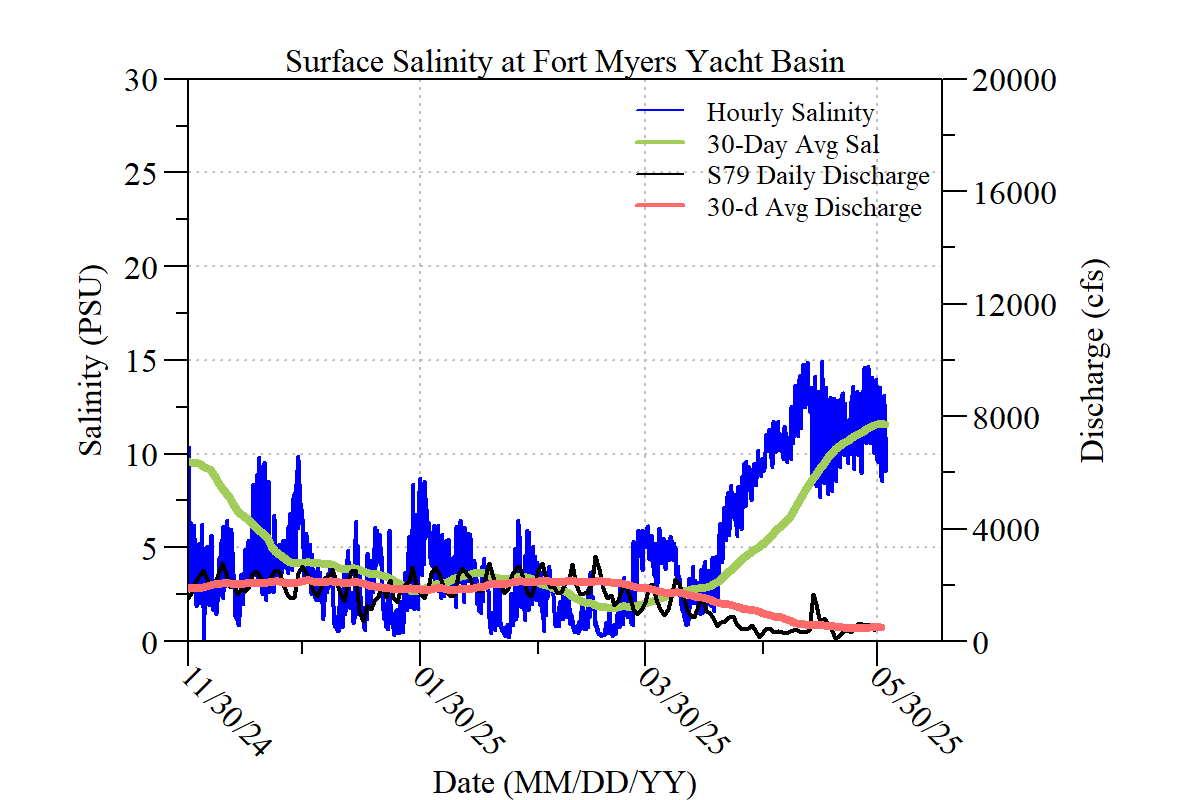 Surface Salinity at Fort Myers Yacht Basin
30
25
20
15
10
5
0
Salinity (PSU)
Hourly Salinity
30-Day Avg Sal
S79 Daily Discharge
30-d Avg Discharge
20000
16000
12000
8000
4000
0
Discharge (cfs)
11/30/24
01/30/25
03/30/25
05/30/25
Date (MM/DD/YY)